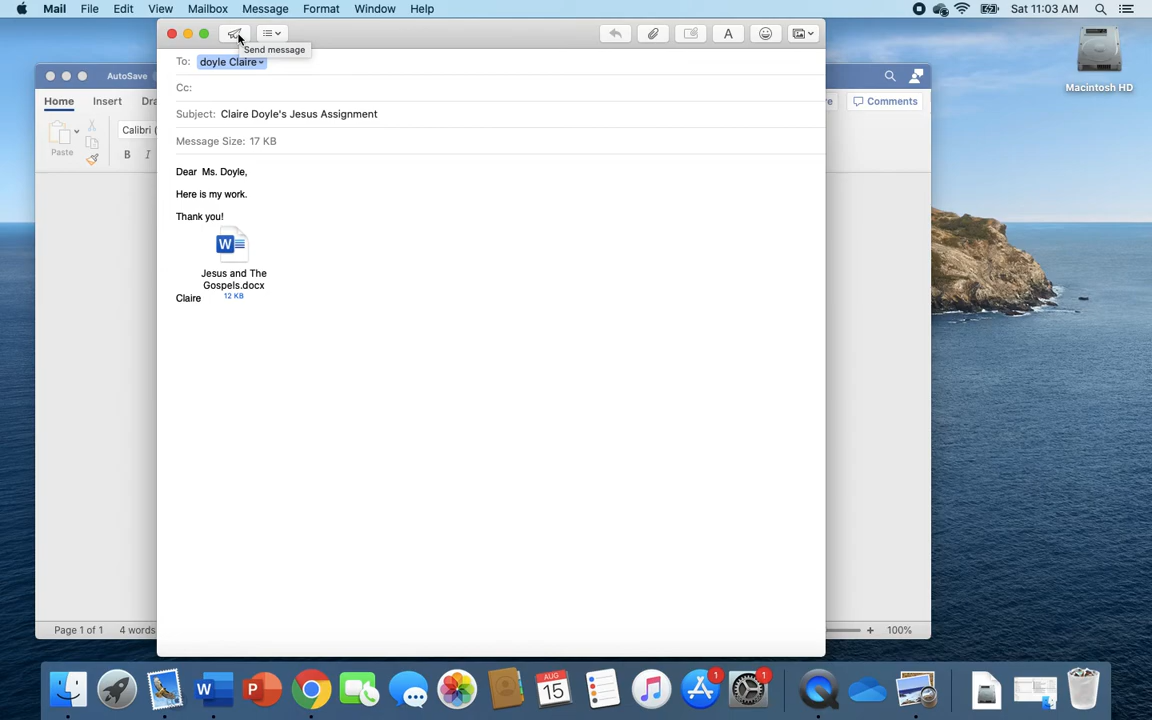 Mail File Edit View Mailbox Message Format Window Help Sat 11:03 AM
Send message
To: doyle Claire
Cc:
Subject: Claire Doyle's Jesus Assignment
Message Size: 17 KB
Dear Ms. Doyle,
Here is my work.
Thank you!
W
Jesus and The
Gospels.docx
12 KB
Claire
AutoSave
Home Insert Dra
Comments
Calibri (
Paste
B I
Macintosh HD
Page 1 of 1 4 words
100%
W
P
AUG
15
1
1